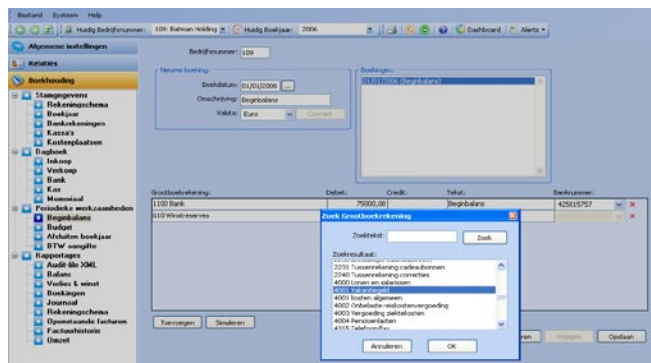 Bestand Systeem Help
Huidig Bedrijfsnummer: 109: Batman Holding Huidig Boekjaar: 2006 Dashboard Alerts
Algemene instellingen
Relaties
Boekhouding
Stamgegevens
Rekeningschema
Boekjaar
Bankrekeningen
Kassa's
Kostenplaatsen
Dagboek
Inkoop
Verkoop
Bank
Kas
Memoriaal
Periodieke werkzaamheden
Beginbalans
Budget
Afsluiten boekjaar
BTW aangifte
Rapportages
Audit-file XML
Balans
Verlies & winst
Boekingen
Journaal
Rekeningschema
Openstaande facturen
Factuurhistorie
Omzet
Bedrijfsnummer: 109
Nieuwe boeking:
Boekdatum: 01/01/2006 ...
Omschrijving: Beginbalans
Valuta: Euro Convert
Boekingen:
01/01/2006 (Beginbalans)
Grootboekrekening: Debet: Credit: Tekst: Banknummer:
1100 Bank 75000,00 Beginbalans 425815757
610 Winstreserves
Toevoegen Simuleren
Wijzigen Opslaan
Zoek Grootboekrekening
Zoektekst: Zoek
Zoekresultaat:
2231 Tussenrekening cadeaubonnen
2240 Tussenrekening correcties
4000 Lonen en salarissen
4001 Vakantiegeld
4001 kosten algemeen
4002 Onbelaste reiskostenvergoeding
4003 Vergoeding ziektekosten
4004 Pensioenlasten
4315 Telefoon/fax
Annuleren OK